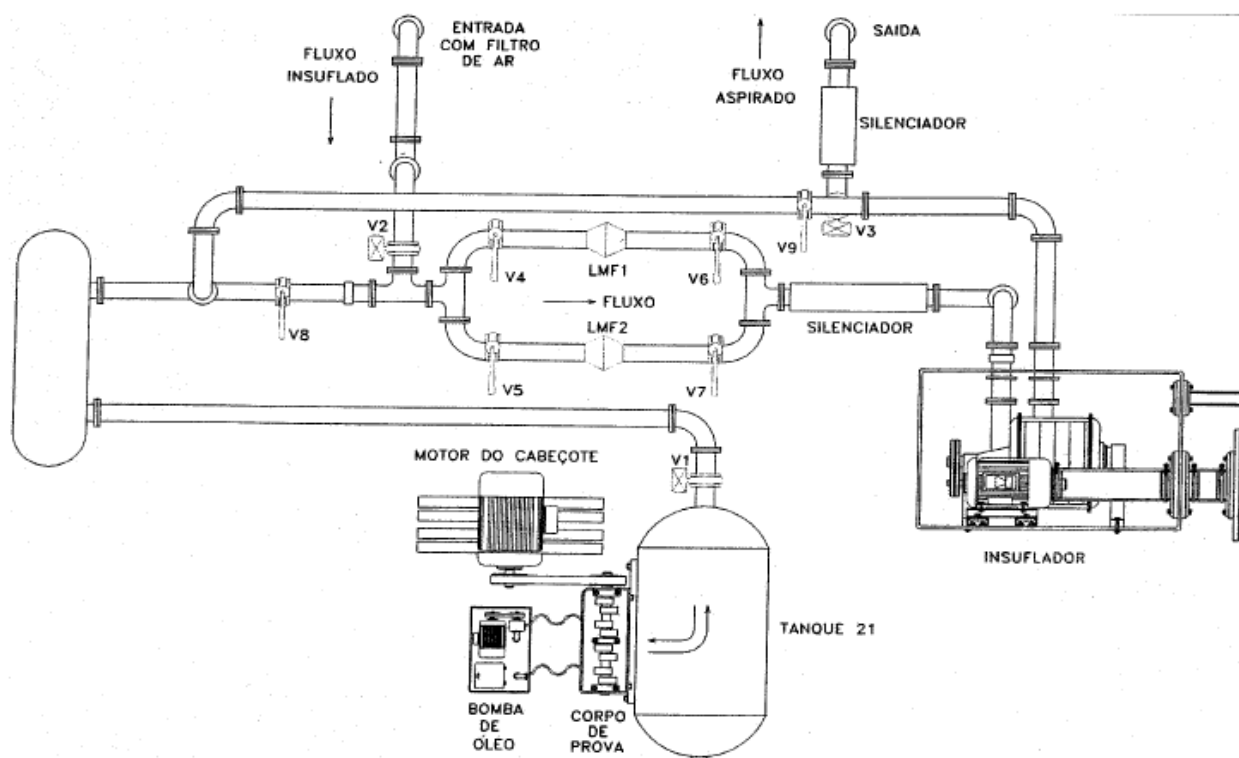 ENTRADA
COM FILTRO
DE AR
FLUXO
INSUFLADO
FLUXO
ASPIRADO
SAIDA
SILENCIADOR
V2
V4
LMF1
V6
V9
V3
FLUXO
V8
LMF2
SILENCIADOR
V5
V7
MOTOR DO CABEÇOTE
V1
INSUFLADOR
TANQUE 21
BOMBA
DE
ÓLEO
CORPO
DE
PROVA